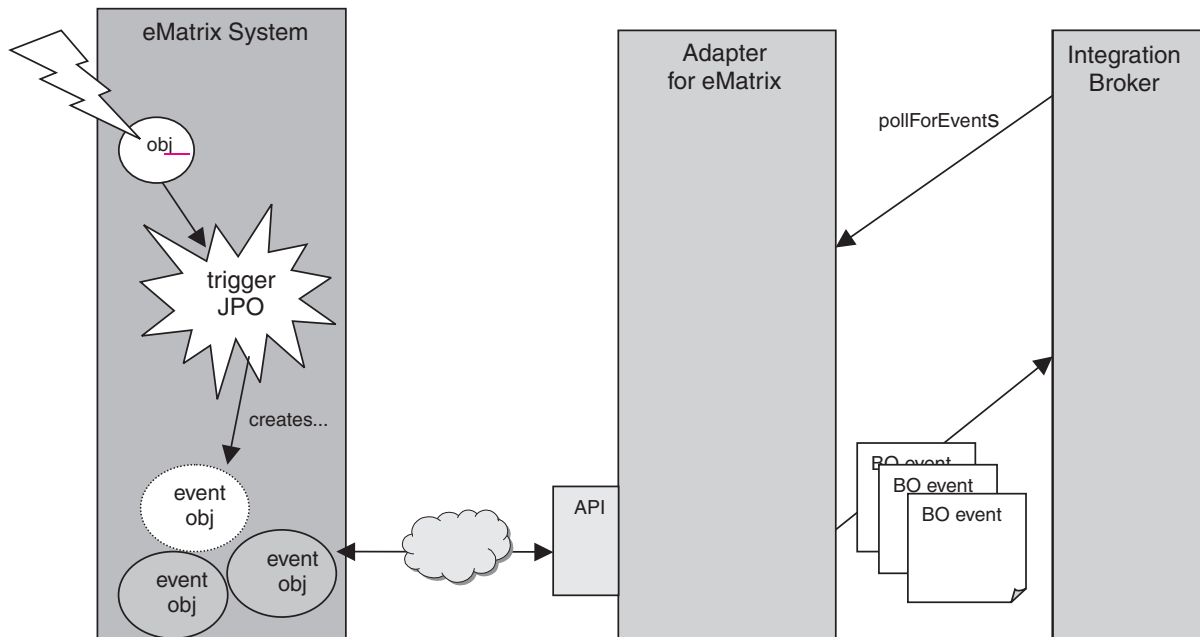 eMatrix System
obj
trigger
JPO
creates...
event
obj
event
obj
event
obj
API
Adapter
for eMatrix
pollForEvents
BO event
BO event
BO event
Integration
Broker